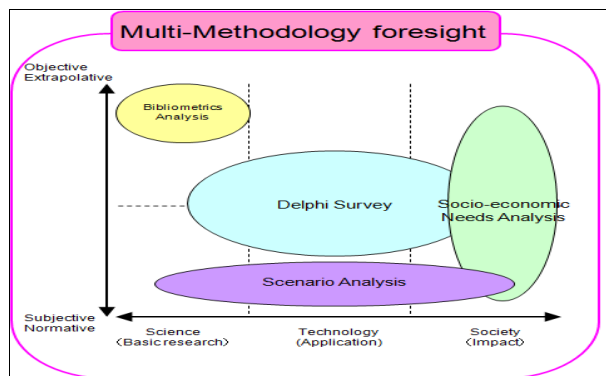 Multi-Methodology foresight
Objective
Extrapolative
Bibliometrics
Analysis
Delphi Survey
Socio-economic
Needs Analysis
Scenario Analysis
Subjective
Normative
Science
(Basic research)
Technology
(Application)
Society
(Impact)